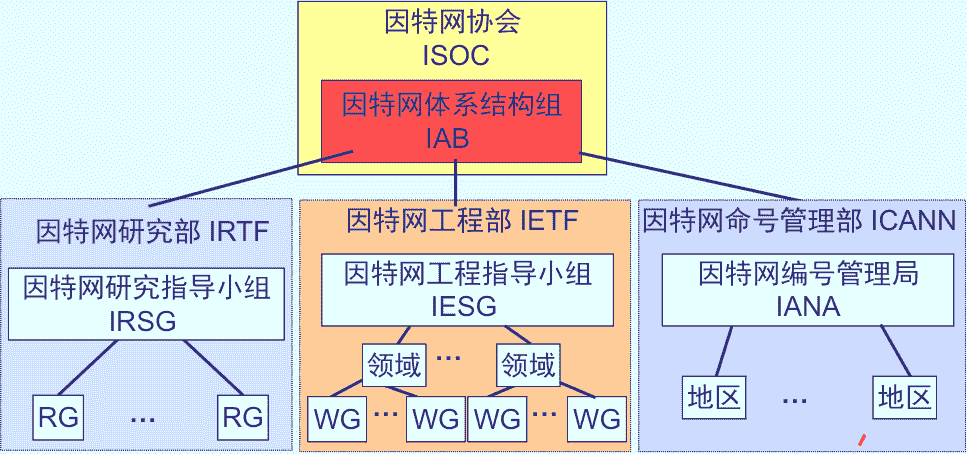 因特网协会
ISOC
因特网体系结构组
IAB
因特网研究部 IRTF
因特网研究指导小组
IRSG
RG
...
RG
因特网工程部 IETF
因特网工程指导小组
IESG
领域
...
领域
WG
...
WG
WG
...
WG
因特网命号管理部 ICANN
因特网编号管理局
IANA
地区
...
地区